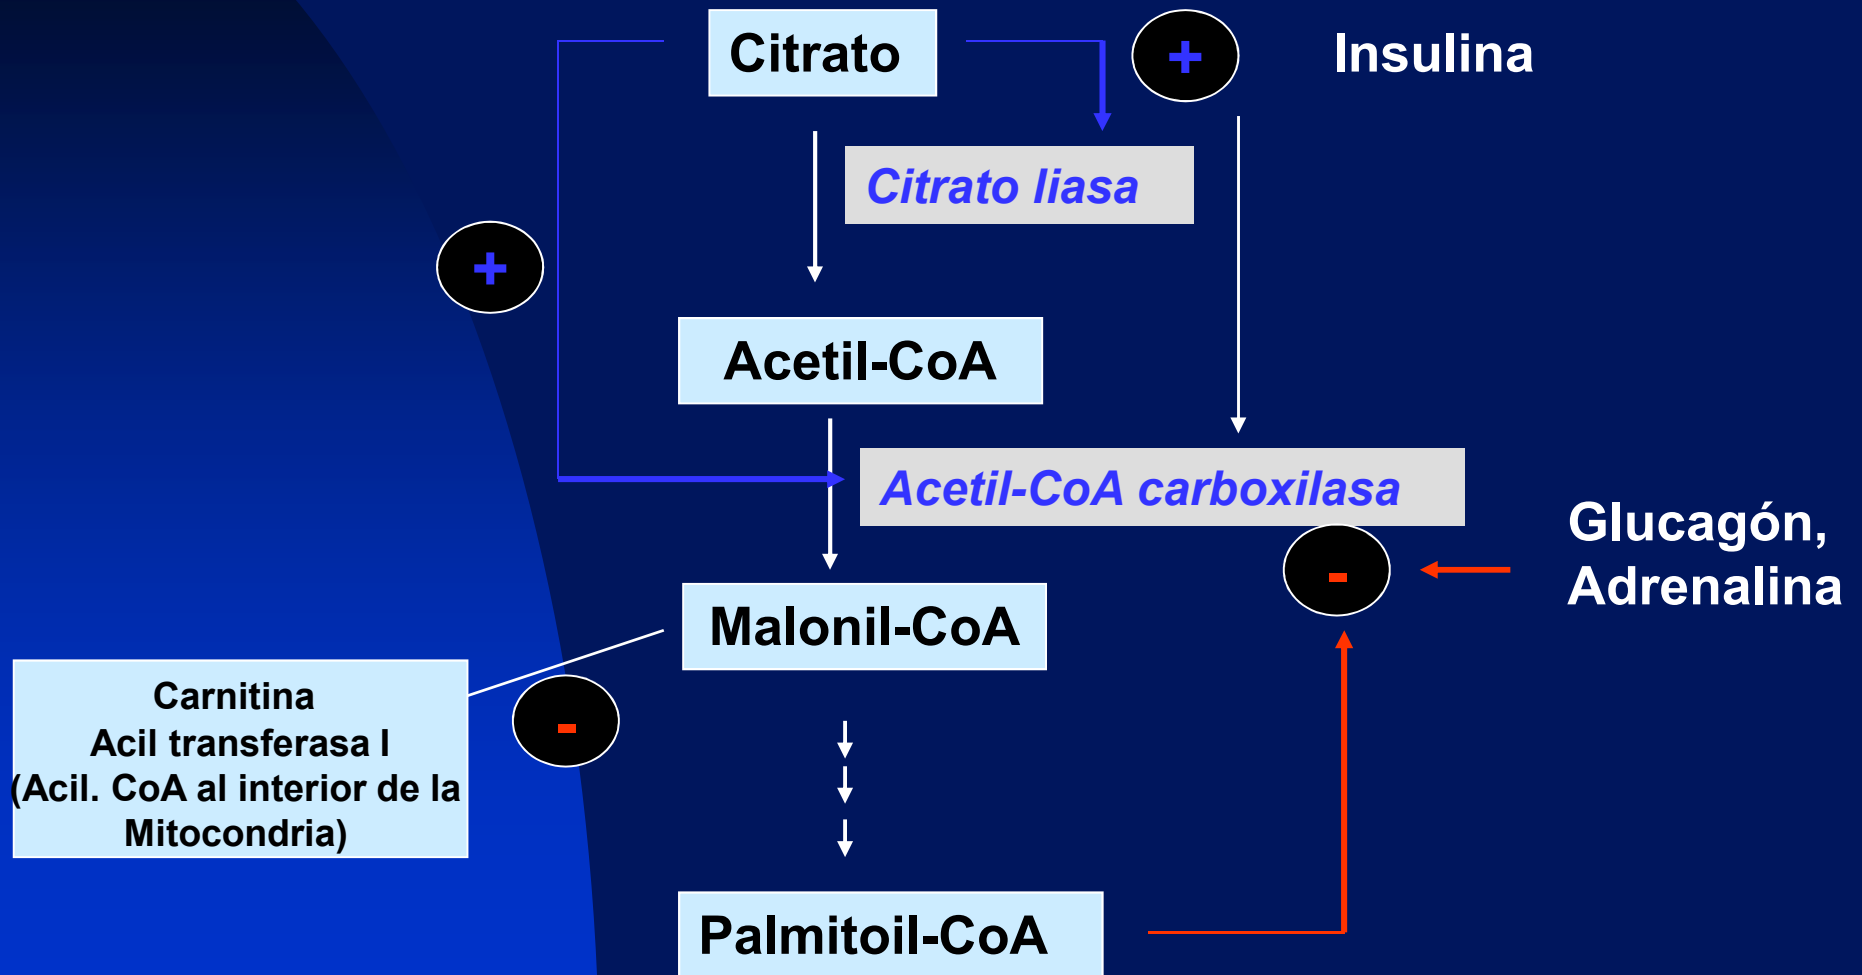 Citrato
+
Insulina
Citrato liasa
+
Acetil-CoA
Acetil-CoA carboxilasa
Glucagón,
Adrenalina
-
Malonil-CoA
Carnitina
Acil transferasa I
(Acil. CoA al interior de la
Mitocondria)
-
Palmitoil-CoA